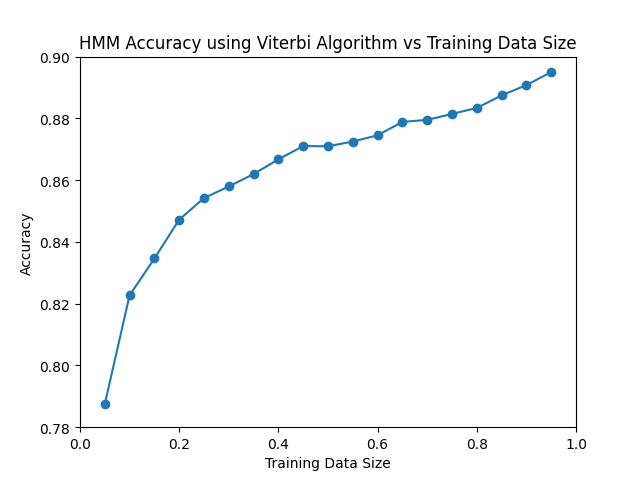 HMM Accuracy using Viterbi Algorithm vs Training Data Size
0.90
0.88
0.86
0.84
0.82
0.80
0.78
Accuracy
0.0 0.2 0.4 0.6 0.8 1.0
Training Data Size